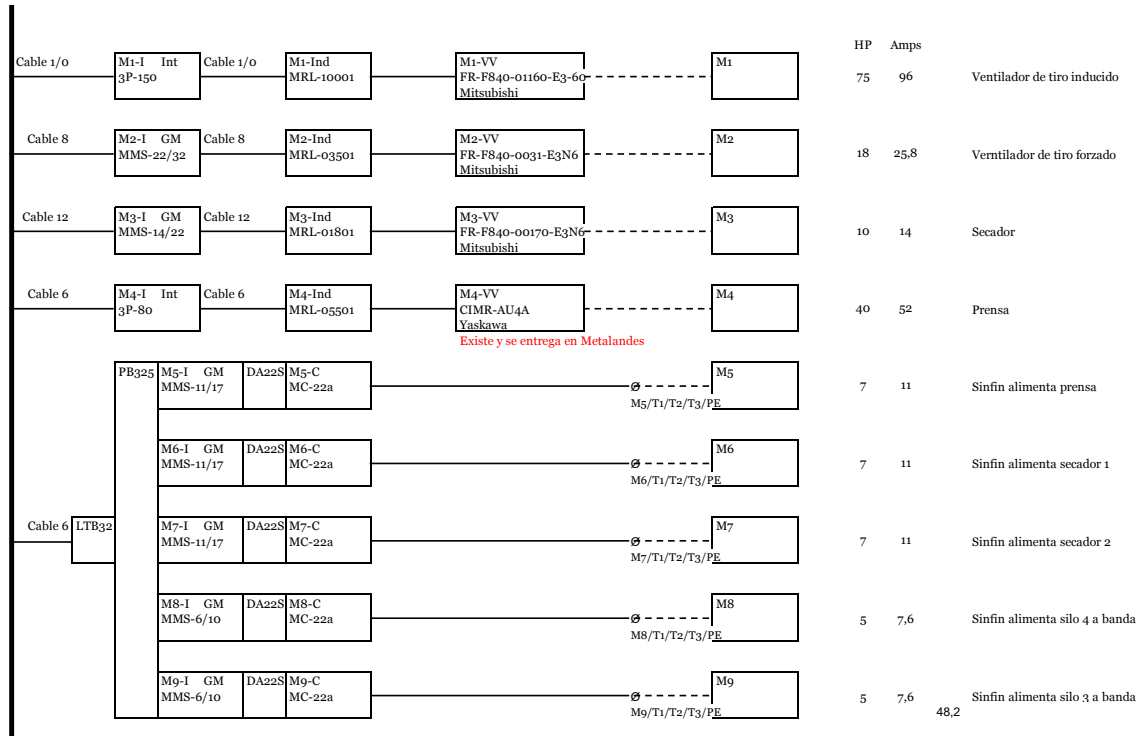 HP Amps
Cable 1/0 M1-I Int Cable 1/0 M1-Ind M1-VV M1
3P-150 MRL-10001 FR-F840-01160-E3-60 75 96 Ventilador de tiro inducido
Mitsubishi
Cable 8 M2-I GM Cable 8 M2-Ind M2-VV M2
MMS-22/32 MRL-03501 FR-F840-0031-E3N6 18 25,8 Verntilador de tiro forzado
Mitsubishi
Cable 12 M3-I GM Cable 12 M3-Ind M3-VV M3
MMS-14/22 MRL-01801 FR-F840-00170-E3N6 10 14 Secador
Mitsubishi
Cable 6 M4-I Int Cable 6 M4-Ind M4-VV M4
3P-80 MRL-05501 CIMR-AU4A 40 52 Prensa
Yaskawa
Existe y se entrega en Metalandes
PB325 M5-I GM DA22S M5-C M5
MMS-11/17 MC-22a 7 11 Sinfin alimenta prensa
M5/T1/T2/T3/PE
M6-I GM DA22S M6-C M6
MMS-11/17 MC-22a 7 11 Sinfin alimenta secador 1
M6/T1/T2/T3/PE
Cable 6 LTB32 M7-I GM DA22S M7-C M7
MMS-11/17 MC-22a 7 11 Sinfin alimenta secador 2
M7/T1/T2/T3/PE
M8-I GM DA22S M8-C M8
MMS-6/10 MC-22a 5 7,6 Sinfin alimenta silo 4 a banda
M8/T1/T2/T3/PE
M9-I GM DA22S M9-C M9
MMS-6/10 MC-22a 5 7,6 Sinfin alimenta silo 3 a banda
M9/T1/T2/T3/PE 48,2